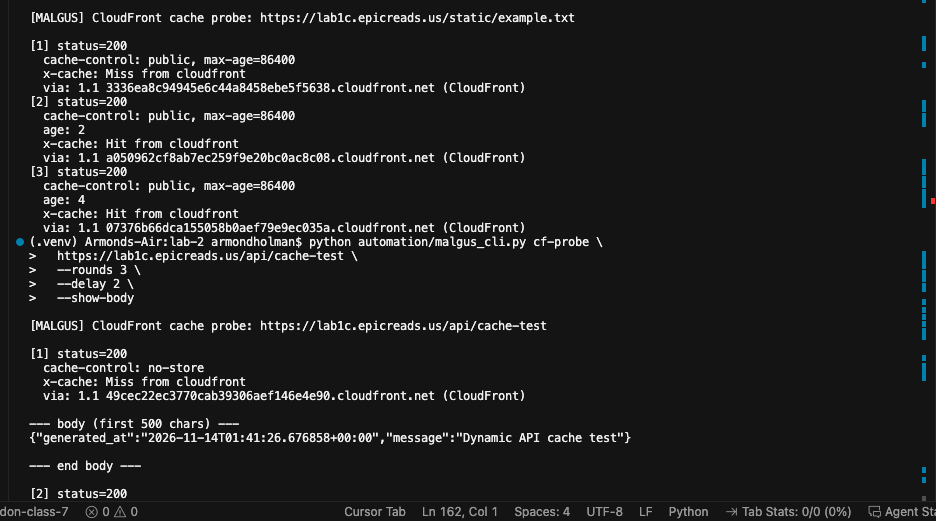 [MALGUS] CloudFront cache probe: https://lab1c.epicreads.us/static/example.txt
[1] status=200
cache-control: public, max-age=86400
x-cache: Miss from cloudfront
via: 1.1 3336ea8c94945e6c44a8458ebe5f5638.cloudfront.net (CloudFront)
[2] status=200
cache-control: public, max-age=86400
age: 2
x-cache: Hit from cloudfront
via: 1.1 a050962cf8ab7ec259f9e20bc0ac8c08.cloudfront.net (CloudFront)
[3] status=200
cache-control: public, max-age=86400
age: 4
x-cache: Hit from cloudfront
via: 1.1 07376b66dca155058b0aef79a9e9ec035a.cloudfront.net (CloudFront)
(.venv) Armonds-Air:lab-2 armondholman$ python automation/malgus_cli.py cf-probe \
> https://lab1c.epicreads.us/api/cache-test \
> --rounds 3 \
> --delay 2 \
> --show-body
[MALGUS] CloudFront cache probe: https://lab1c.epicreads.us/api/cache-test
[1] status=200
cache-control: no-store
x-cache: Miss from cloudfront
via: 1.1 49cec22ec3770cab39306aef146e4e90.cloudfront.net (CloudFront)
--- body (first 500 chars) ---
{"generated_at":"2026-11-14T01:41:26.676858+00:00","message":"Dynamic API cache test"}
--- end body ---
[2] status=200
don-class-7 0 0 Cursor Tab Ln 162, Col 1 Spaces: 4 UTF-8 LF Python Tab Stats: 0/0 (0%) Agent Sta